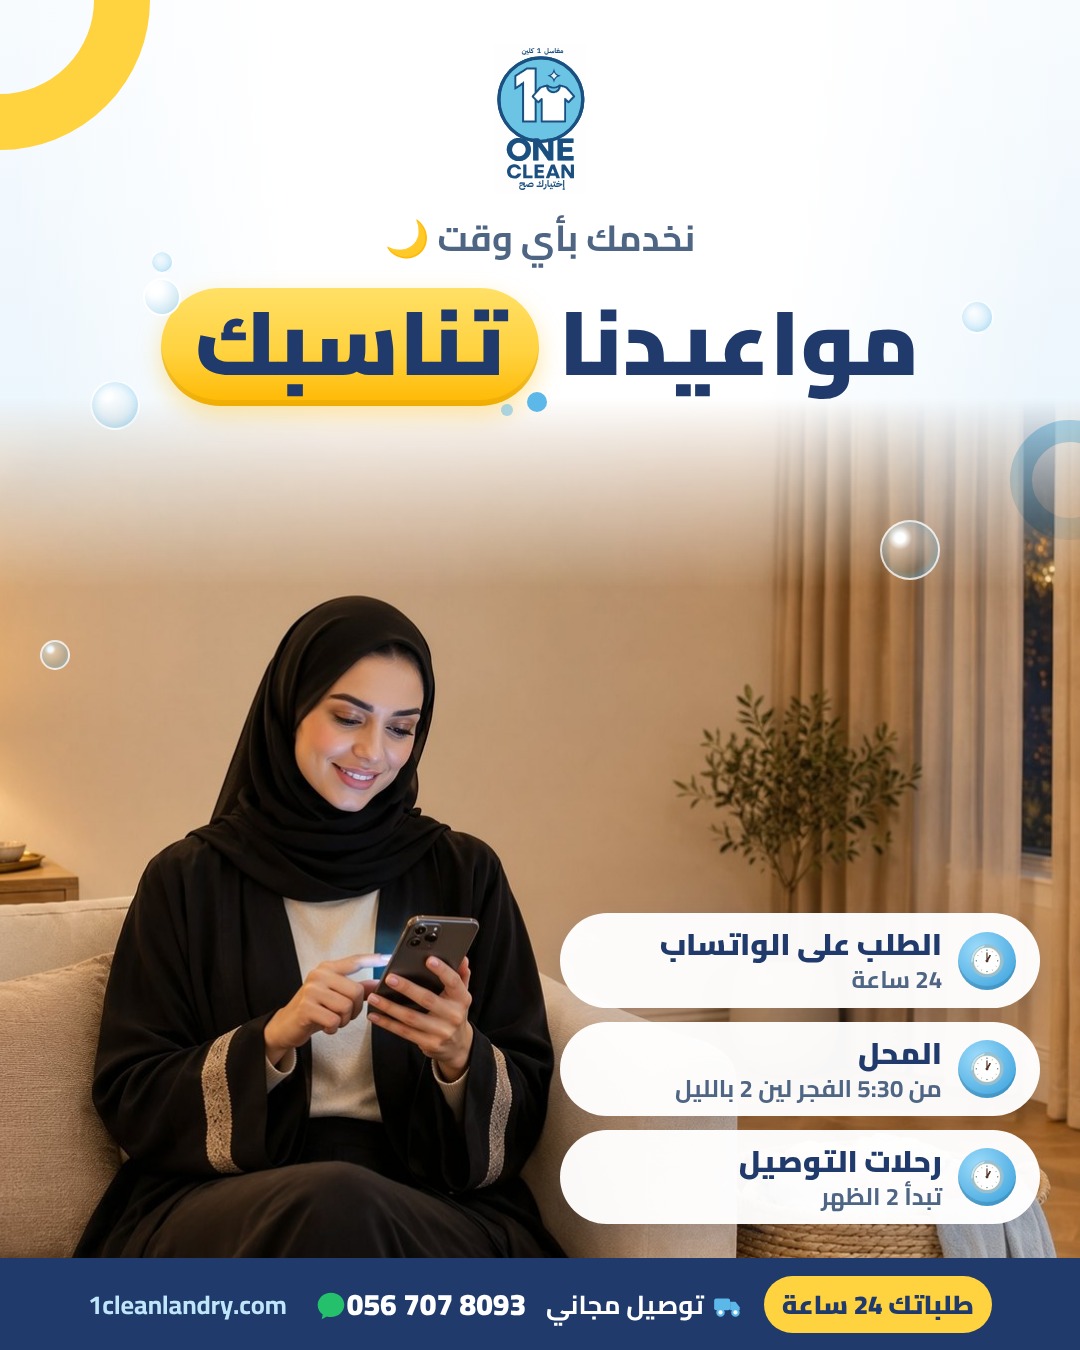 مغاسل 1 كلين
1
ONE
CLEAN
إختيارك صح
نخدمك بأي وقت 🌙
مواعيدنا تناسبك
الطلب على الواتساب
24 ساعة
المحل
من 5:30 الفجر لين 2 بالليل
رحلات التوصيل
تبدأ 2 الظهر
طلباتك 24 ساعة
توصيل مجاني
056 707 8093
1cleanlandry.com